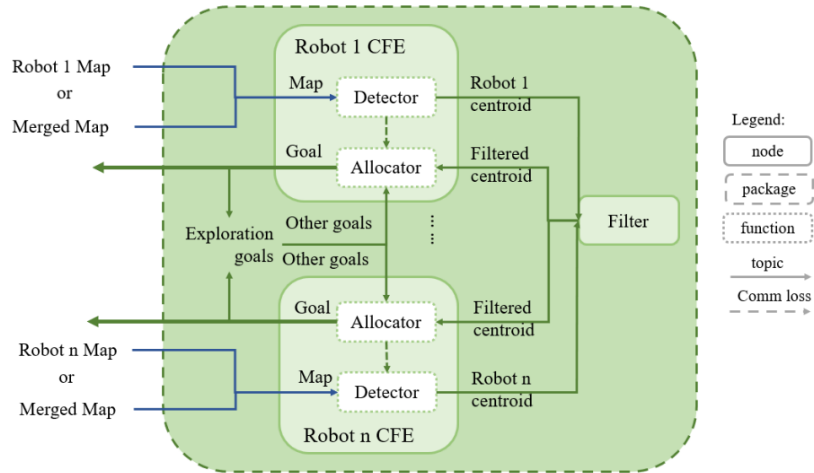 Robot 1 CFE
Robot 1 Map
or
Merged Map
Map
Detector
Robot 1
centroid
Goal
Allocator
Filtered
centroid
Other goals
Exploration
goals
Other goals
......
Filter
Goal
Allocator
Filtered
centroid
Robot n Map
or
Merged Map
Map
Detector
Robot n
centroid
Robot n CFE
Legend:
node
package
function
topic
Comm loss